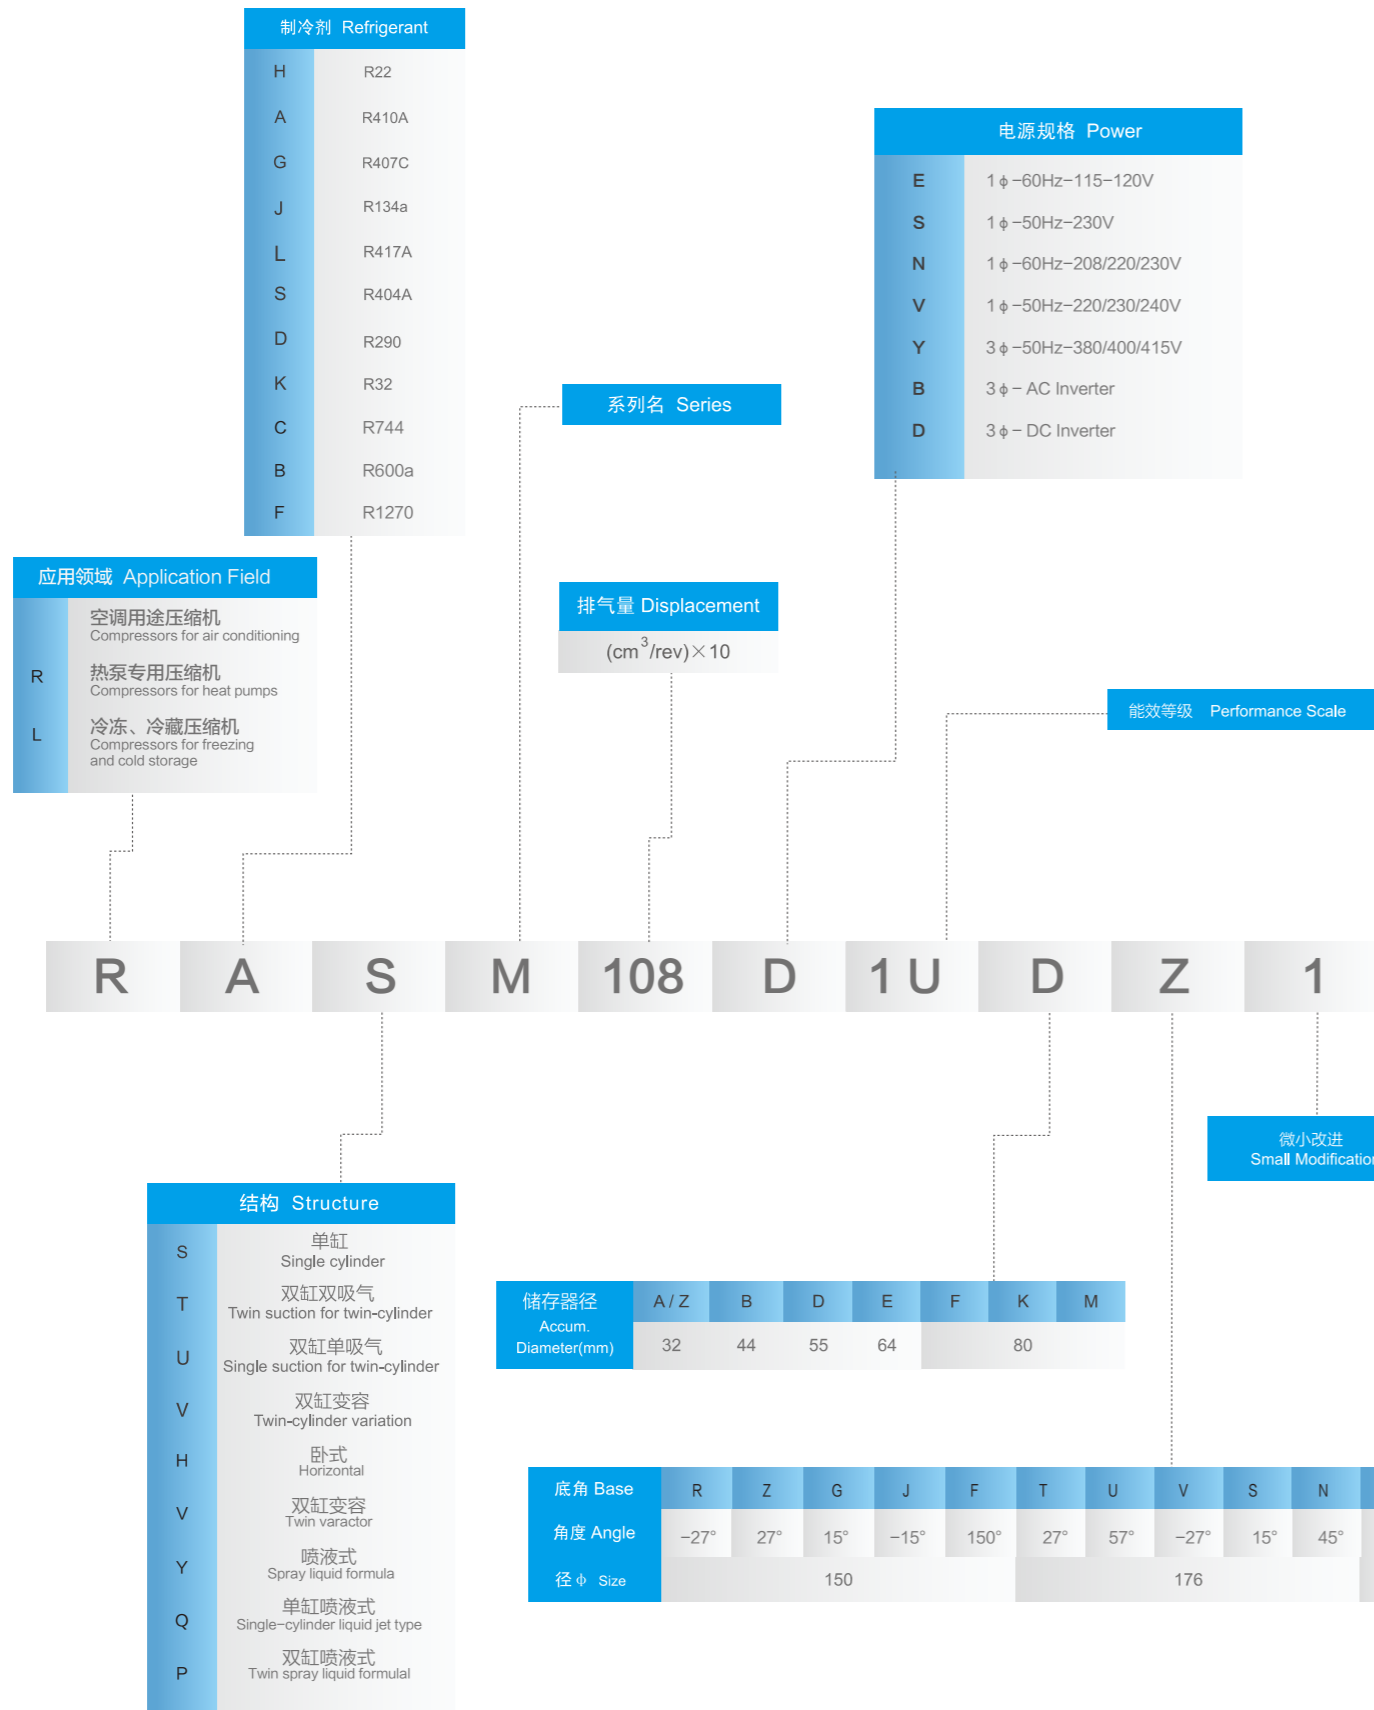 制冷剂 Refrigerant
H R22
A R410A
G R407C
J R134a
L R417A
S R404A
D R290
K R32
C R744
B R600a
F R1270
电源规格 Power
E 1ϕ-60Hz-115-120V
S 1ϕ-50Hz-230V
N 1ϕ-60Hz-208/220/230V
V 1ϕ-50Hz-220/230/240V
Y 3ϕ-50Hz-380/400/415V
B 3ϕ- AC Inverter
D 3ϕ- DC Inverter
系列名 Series
应用领域 Application Field
空调用途压缩机
Compressors for air conditioning
R 热泵专用压缩机
Compressors for heat pumps
L 冷冻、冷藏压缩机
Compressors for freezing
and cold storage
排气量 Displacement
(cm³/rev)×10
能效等级 Performance Scale
R A S M 108 D 1 U D Z 1
微小改进
Small Modification
结构 Structure
S 单缸
Single cylinder
T 双缸双吸气
Twin suction for twin-cylinder
U 双缸单吸气
Single suction for twin-cylinder
V 双缸变容
Twin-cylinder variation
H 卧式
Horizontal
V 双缸变容
Twin varactor
Y 喷液式
Spray liquid formula
Q 单缸喷液式
Single-cylinder liquid jet type
P 双缸喷液式
Twin spray liquid formulal
储存器径 A / Z B D E F K M
Accum.
Diameter(mm) 32 44 55 64 80
底角 Base R Z G J F T U V S N
角度 Angle -27° 27° 15° -15° 150° 27° 57° -27° 15° 45°
径ϕ Size 150 176